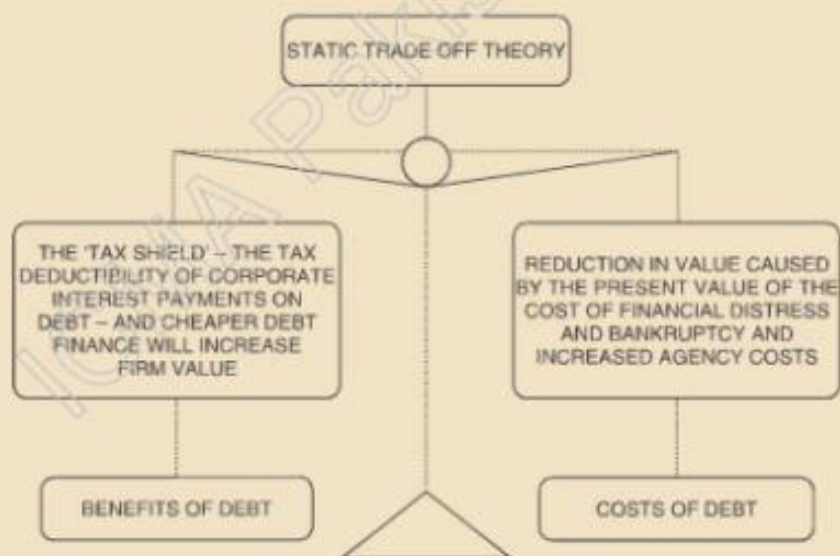 STATIC TRADE OFF THEORY
THE 'TAX SHIELD' – THE TAX
DEDUCTIBILITY OF CORPORATE
INTEREST PAYMENTS ON
DEBT – AND CHEAPER DEBT
FINANCE WILL INCREASE
FIRM VALUE
REDUCTION IN VALUE CAUSED
BY THE PRESENT VALUE OF THE
COST OF FINANCIAL DISTRESS
AND BANKRUPTCY AND
INCREASED AGENCY COSTS
BENEFITS OF DEBT
COSTS OF DEBT